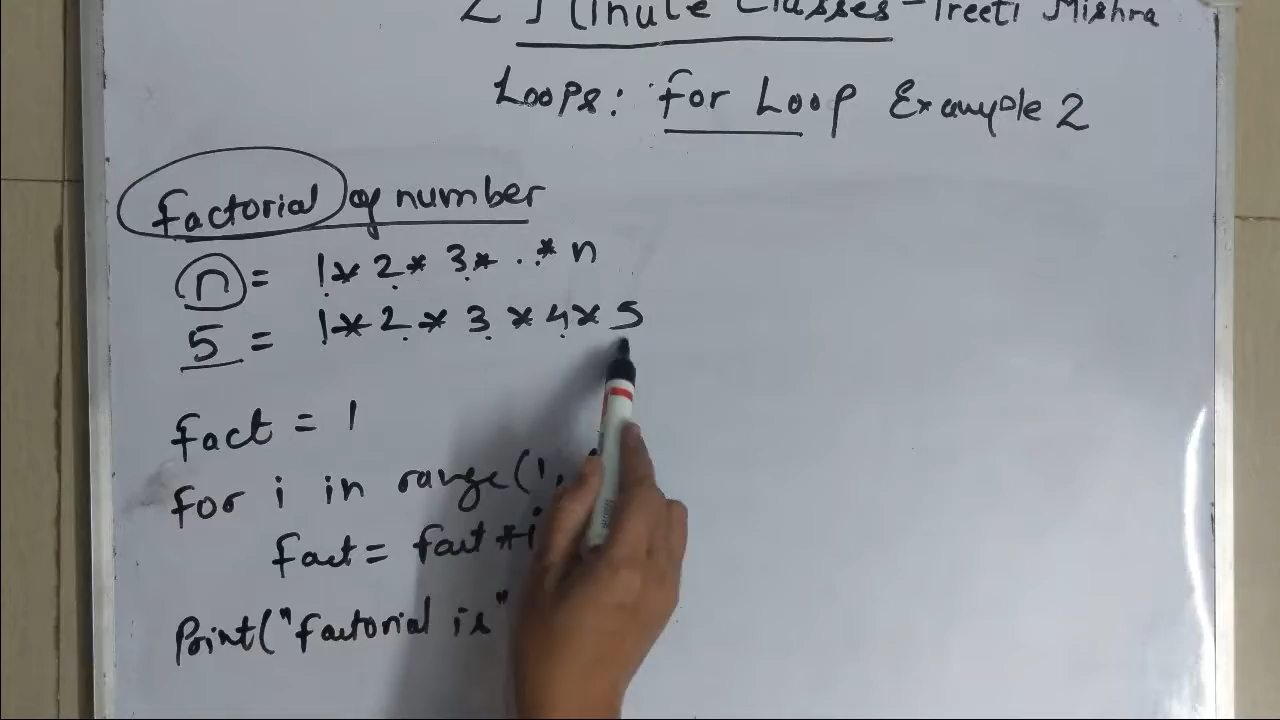 Classes - Preeti Mishra
Loops: for Loop Example 2
factorial of number
n = 1* 2* 3* . .* n
5 = 1* 2 * 3 * 4* 5
fact = 1
for i in range(1,
fact = fact *i
Print("factorial is"